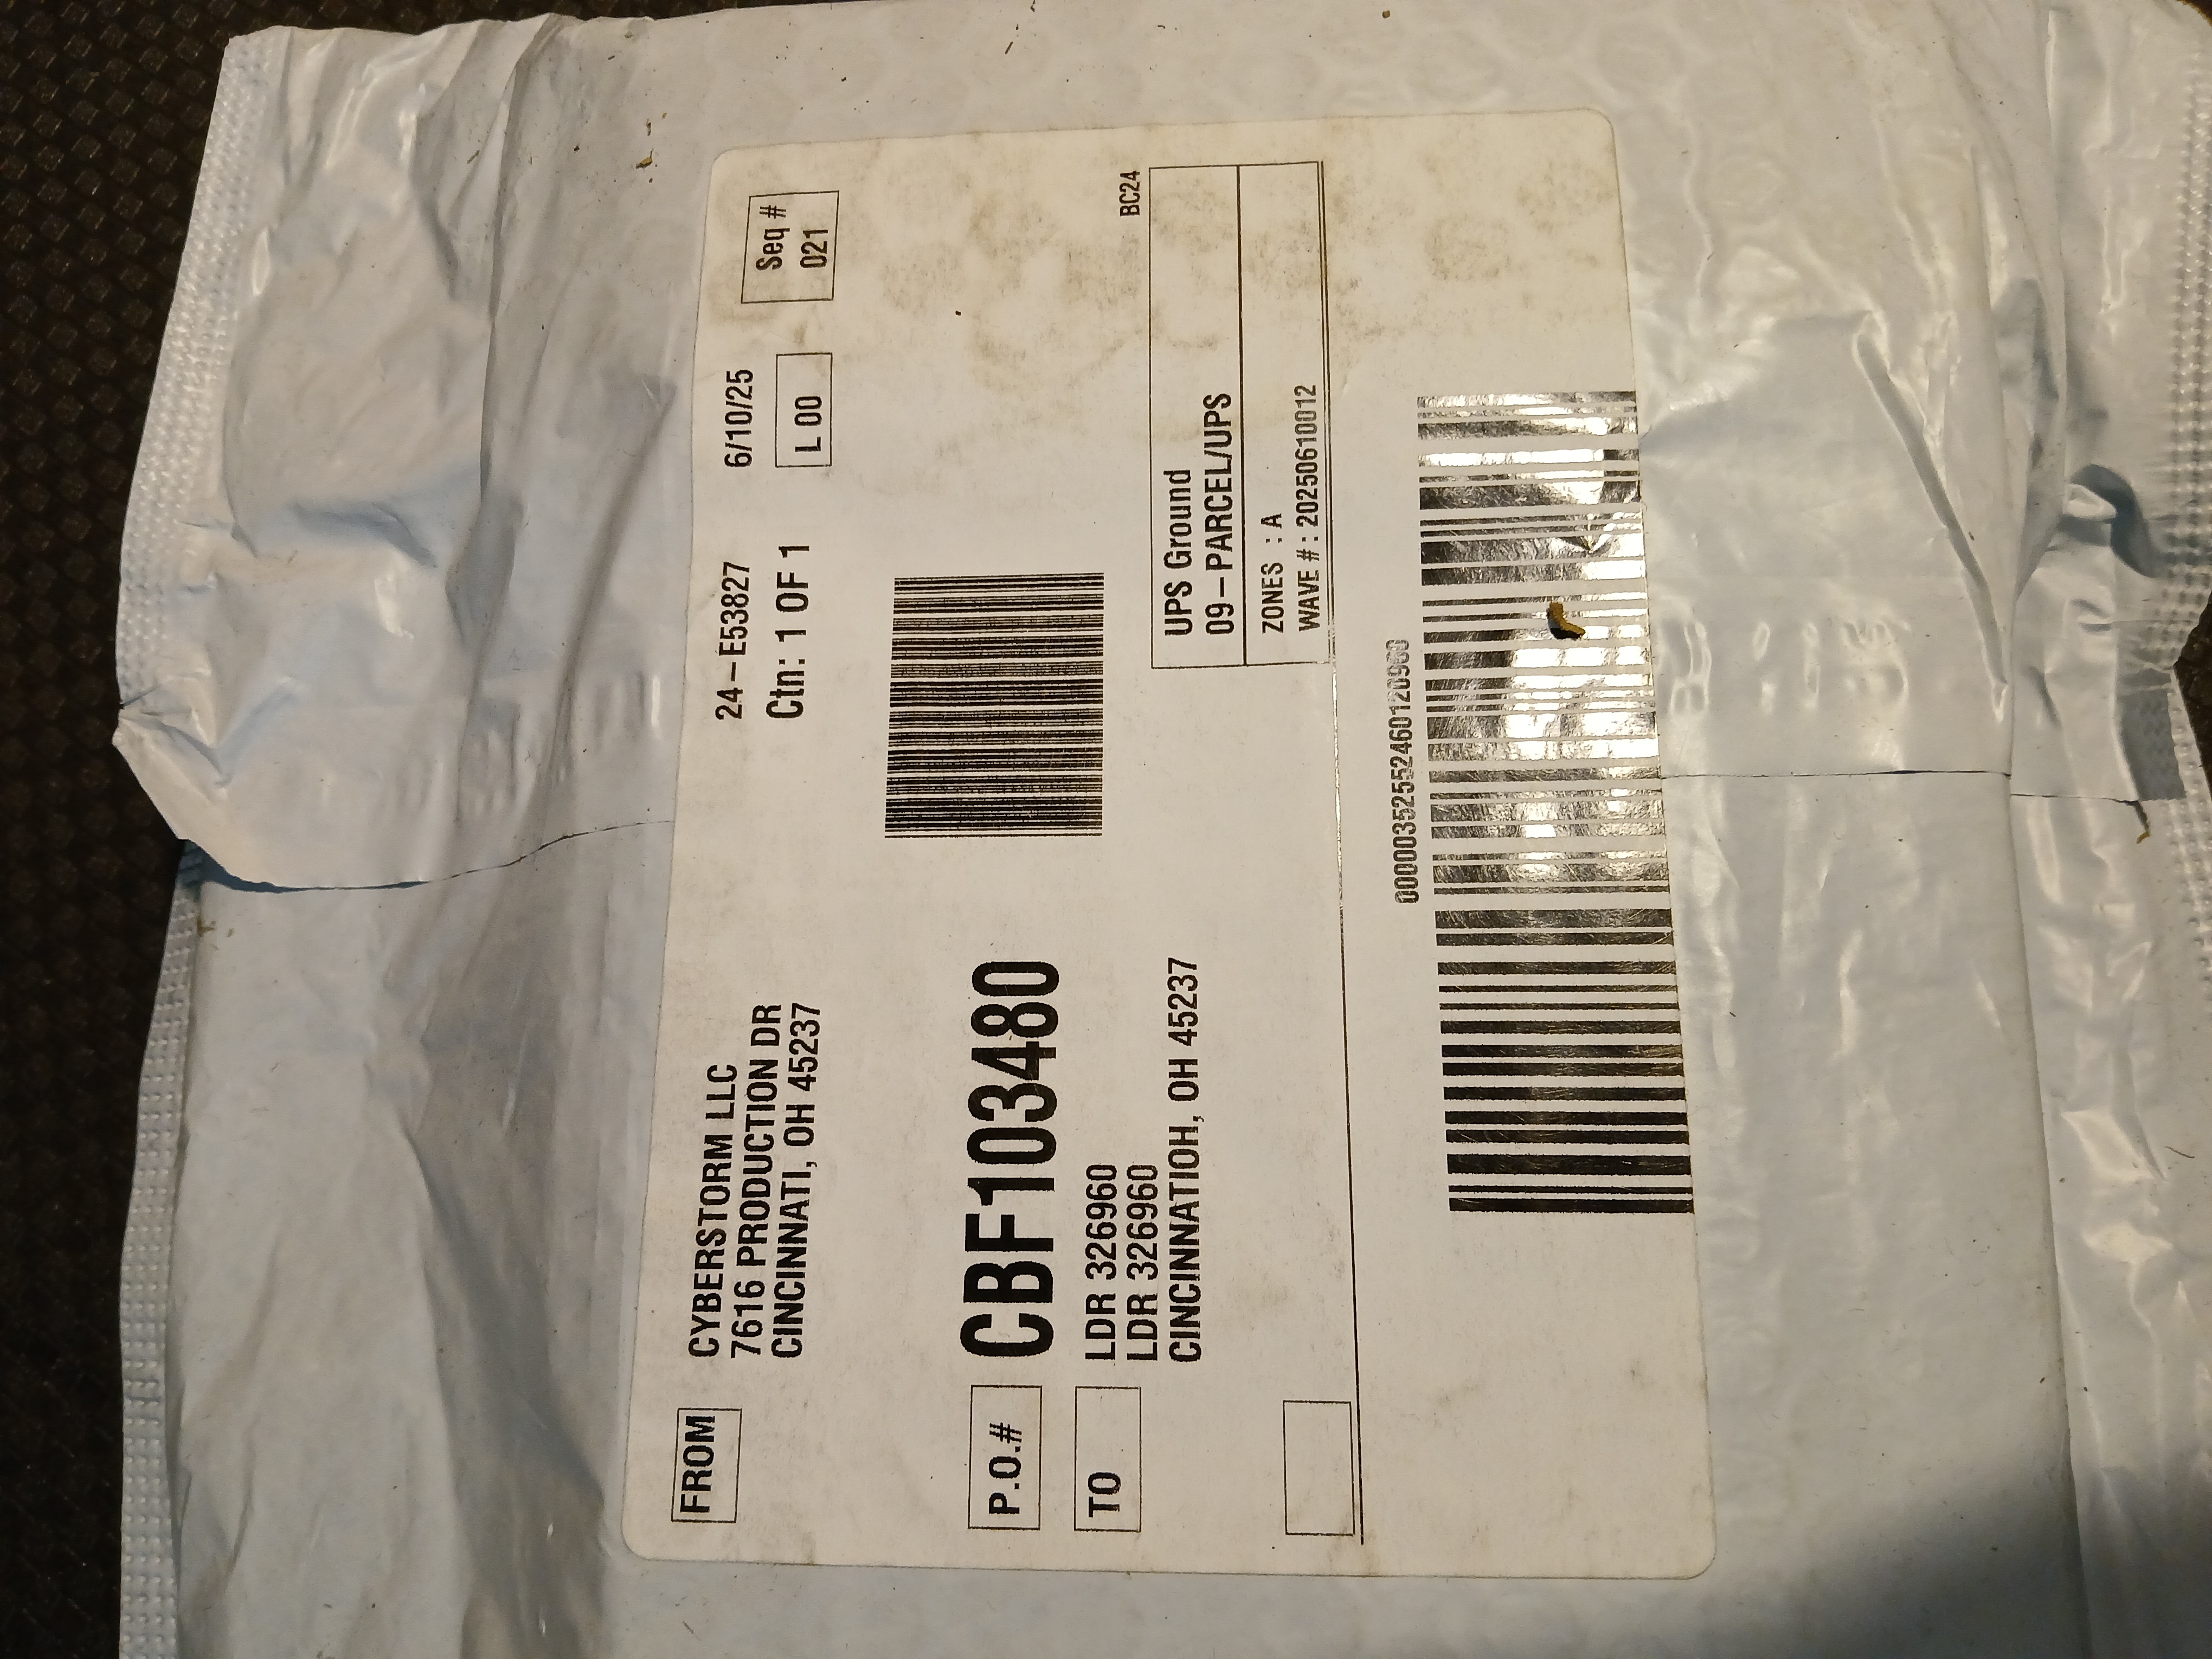 FROM
CYBERSTORM LLC
7616 PRODUCTION DR
CINCINNATI, OH 45237
24-E53827
6/10/25
Ctn: 1 OF 1
L 00
Seq #
021
P.O.#
CBF103480
TO
LDR 326960
LDR 326960
CINCINNATIOH, OH 45237
BC24
UPS Ground
09-PARCEL/UPS
ZONES : A
WAVE # : 20250610012
00000352552460120960